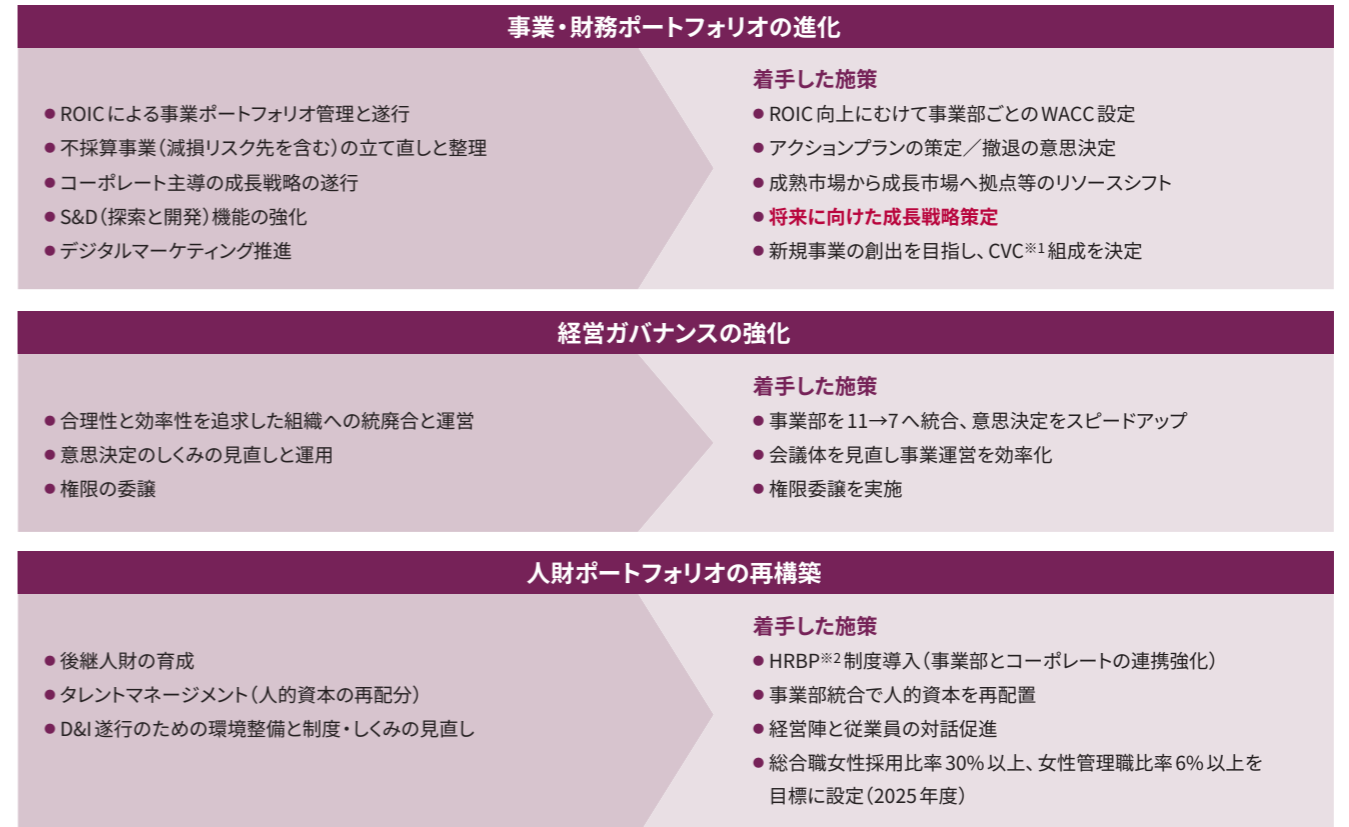 事業・財務ポートフォリオの進化
● ROICによる事業ポートフォリオ管理と遂行
● 不採算事業（減損リスク先を含む）の立て直しと整理
● コーポレート主導の成長戦略の遂行
● S&D（探索と開発）機能の強化
● デジタルマーケティング推進
着手した施策
● ROIC向上にむけて事業部ごとのWACC設定
● アクションプランの策定／撤退の意思決定
● 成熟市場から成長市場へ拠点等のリソースシフト
● 将来に向けた成長戦略策定
● 新規事業の創出を目指し、CVC※1組成を決定
経営ガバナンスの強化
● 合理性と効率性を追求した組織への統廃合と運営
● 意思決定のしくみの見直しと運用
● 権限の委譲
着手した施策
● 事業部を11→7へ統合、意思決定をスピードアップ
● 会議体を見直し事業運営を効率化
● 権限委譲を実施
人財ポートフォリオの再構築
● 後継人財の育成
● タレントマネージメント（人的資本の再配分）
● D&I遂行のための環境整備と制度・しくみの見直し
着手した施策
● HRBP※2制度導入（事業部とコーポレートの連携強化）
● 事業部統合で人的資本を再配置
● 経営陣と従業員の対話促進
● 総合職女性採用比率30%以上、女性管理職比率6%以上を
目標に設定（2025年度）